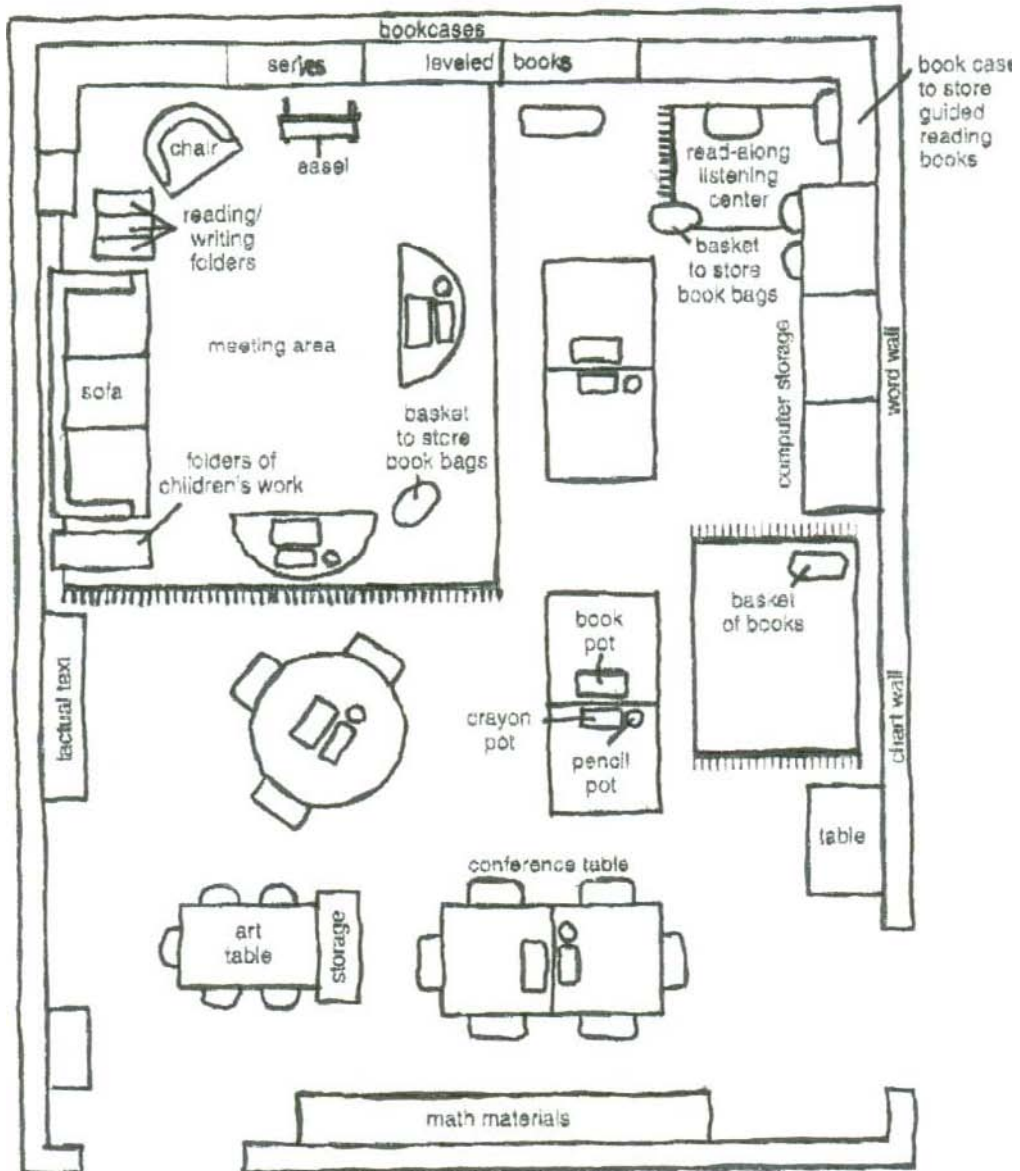 bookcases
series
leveled books
book case
to store
guided
reading
books
chair
easel
read-along
listening
center
reading/
writing
folders
basket
to store
book bags
meeting area
sofa
computer storage
word wall
basket
to store
book bags
folders of
children's work
basket
of books
book
pot
tactual text
crayon
pot
pencil
pot
chart wall
table
conference table
art
table
storage
math materials